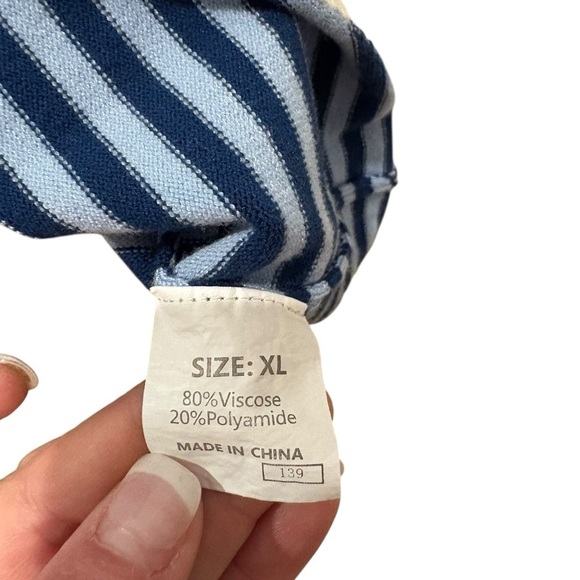 SIZE: XL
80%Viscose
20%Polyamide
MADE IN CHINA
139